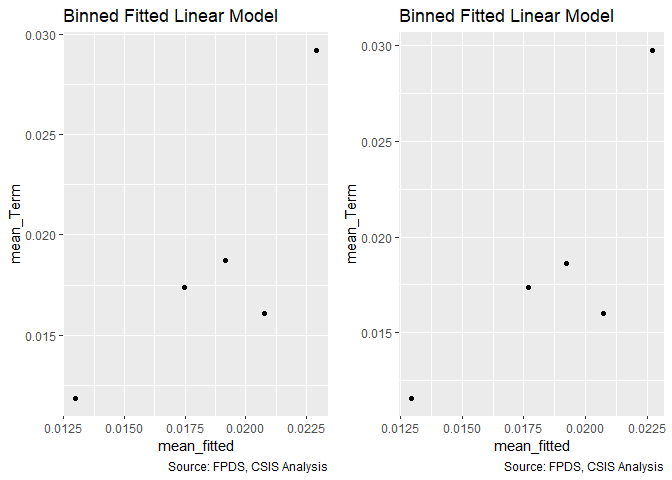 Binned Fitted Linear Model
0.030
0.025
0.020
0.015
mean_Term
0.0125 0.0150 0.0175 0.0200 0.0225
mean_fitted
Source: FPDS, CSIS Analysis
Binned Fitted Linear Model
0.030
0.025
0.020
0.015
mean_Term
0.0125 0.0150 0.0175 0.0200 0.0225
mean_fitted
Source: FPDS, CSIS Analysis